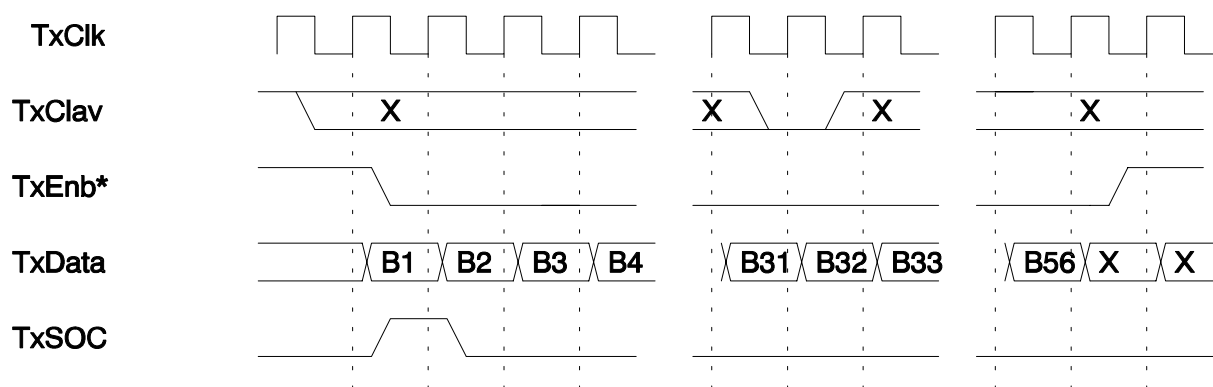 TxClk
TxClav X X X X
TxEnb*
TxData B1 B2 B3 B4 B31 B32 B33 B56 X X
TxSOC